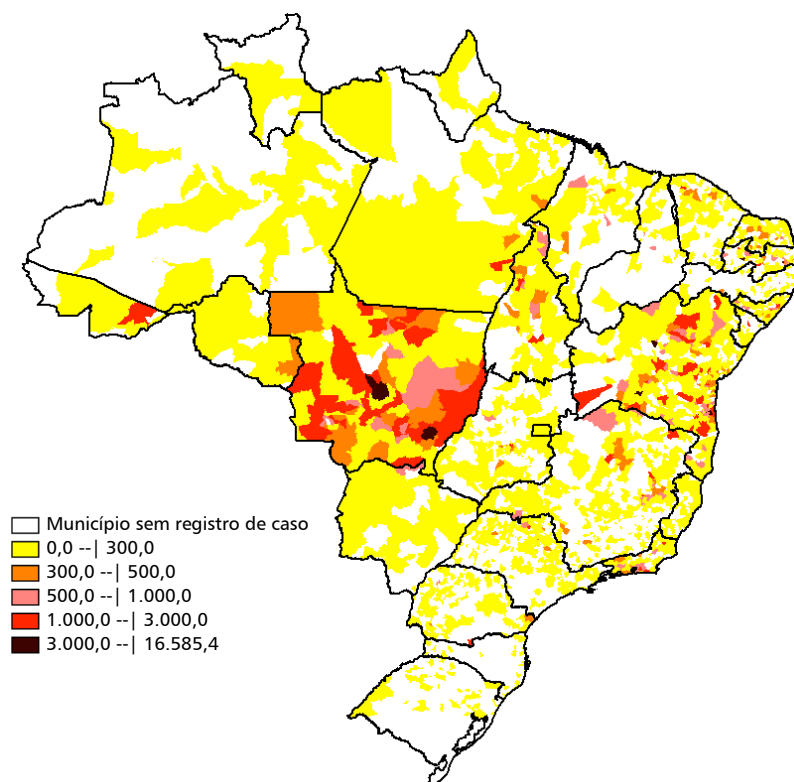 Município sem registro de caso
0,0 --| 300,0
300,0 --| 500,0
500,0 --| 1.000,0
1.000,0 --| 3.000,0
3.000,0 --| 16.585,4